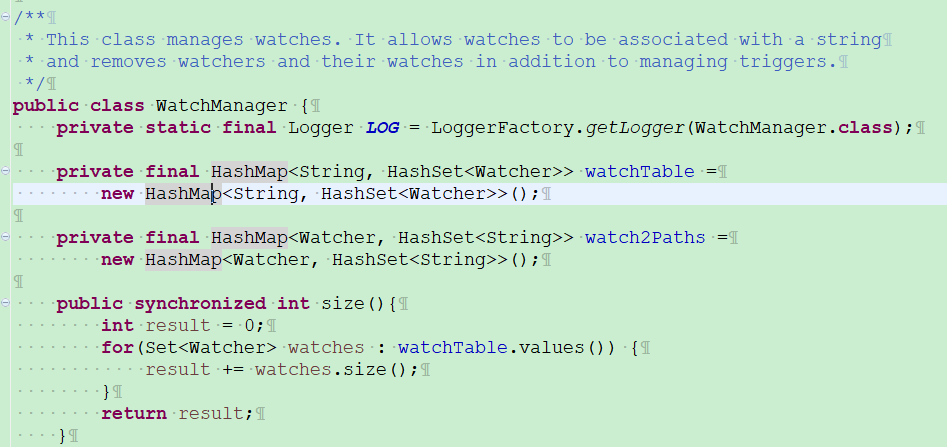 /**
 * This class manages watches. It allows watches to be associated with a string
 * and removes watchers and their watches in addition to managing triggers.
 */
public class WatchManager {
    private static final Logger LOG = LoggerFactory.getLogger(WatchManager.class);

    private final HashMap<String, HashSet<Watcher>> watchTable =
        new HashMap<String, HashSet<Watcher>>();

    private final HashMap<Watcher, HashSet<String>> watch2Paths =
        new HashMap<Watcher, HashSet<String>>();

    public synchronized int size(){
        int result = 0;
        for(Set<Watcher> watches : watchTable.values()) {
            result += watches.size();
        }
        return result;
    }